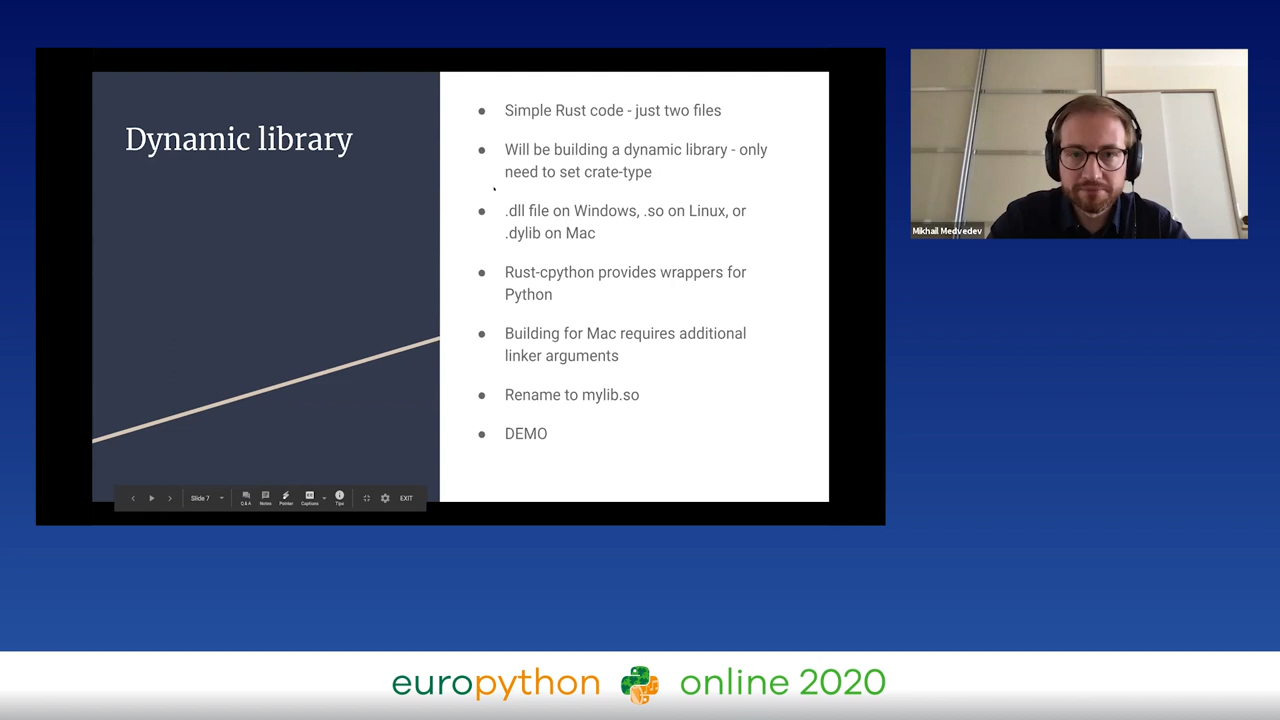 Dynamic library
● Simple Rust code - just two files
● Will be building a dynamic library - only
need to set crate-type
● .dll file on Windows, .so on Linux, or
.dylib on Mac
● Rust-cpython provides wrappers for
Python
● Building for Mac requires additional
linker arguments
● Rename to mylib.so
● DEMO
Slide 7
Q & A
Notes
Pointer
Captions
Tips
EXIT
Mikhail Medvedev
europython online 2020